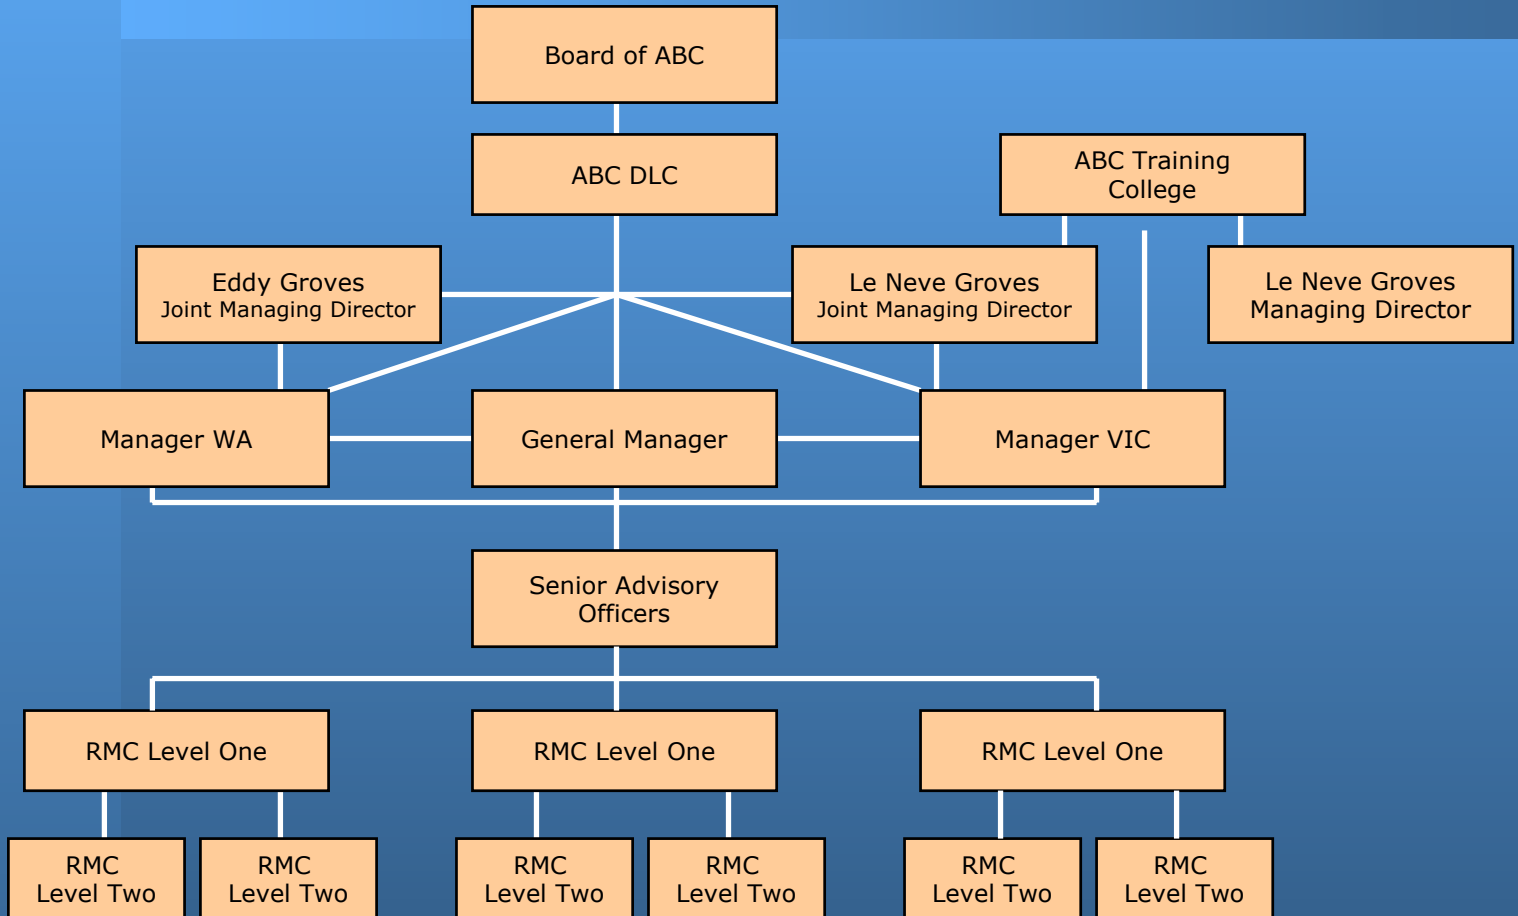 Board of ABC
ABC DLC
ABC Training
College
Eddy Groves
Joint Managing Director
Le Neve Groves
Joint Managing Director
Le Neve Groves
Managing Director
Manager WA
General Manager
Manager VIC
Senior Advisory
Officers
RMC Level One
RMC Level One
RMC Level One
RMC
Level Two
RMC
Level Two
RMC
Level Two
RMC
Level Two
RMC
Level Two
RMC
Level Two